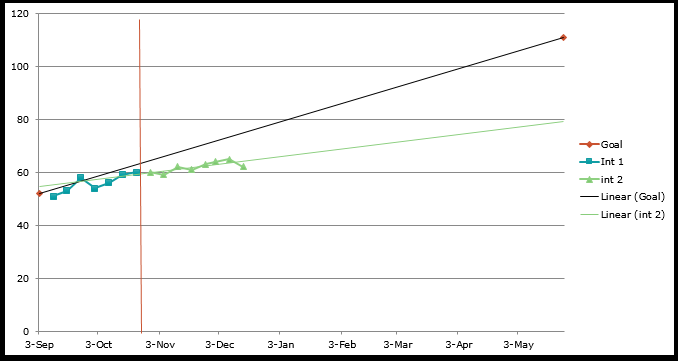 120
100
80
60
40
20
0
3-Sep 3-Oct 3-Nov 3-Dec 3-Jan 3-Feb 3-Mar 3-Apr 3-May
Goal
Int 1
int 2
Linear (Goal)
Linear (int 2)